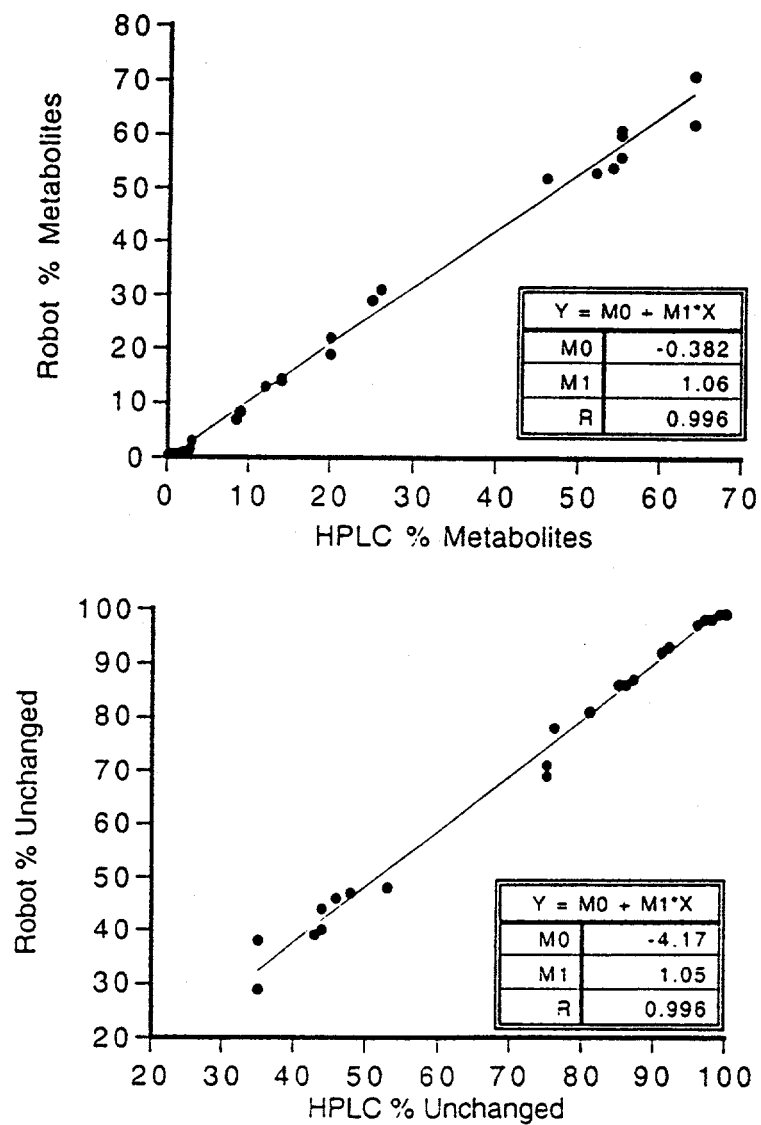 80
70
60
50
40
30
20
10
0
Robot % Metabolites
Y = M0 + M1*X
M0 -0.382
M1 1.06
R 0.996
0 10 20 30 40 50 60 70
HPLC % Metabolites
100
90
80
70
60
50
40
30
20
Robot % Unchanged
Y = M0 + M1*X
M0 -4.17
M1 1.05
R 0.996
20 30 40 50 60 70 80 90 100
HPLC % Unchanged